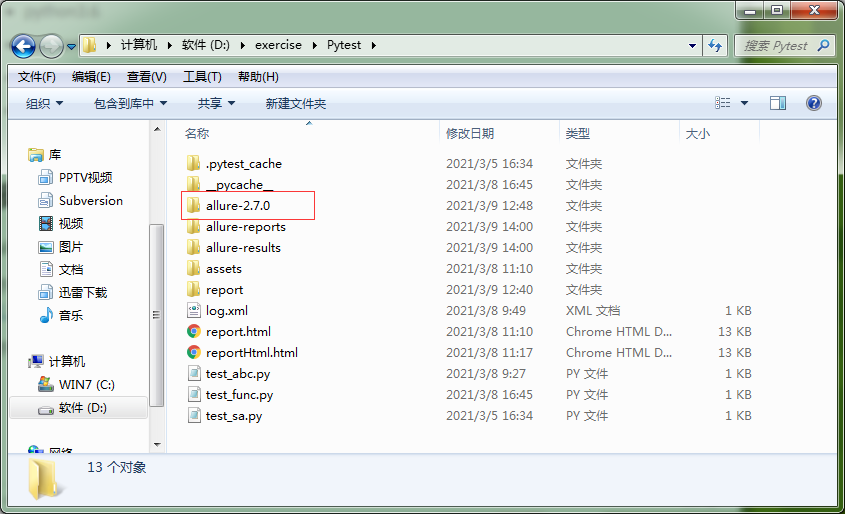 计算机 软件 (D:) exercise Pytest 搜索 Pytest
文件(F) 编辑(E) 查看(V) 工具(T) 帮助(H)
组织 包含到库中 共享 新建文件夹
名称 修改日期 类型 大小
库
PPTV视频
Subversion
视频
图片
文档
迅雷下载
音乐
计算机
WIN7 (C:)
软件 (D:)
网络
.pytest_cache 2021/3/5 16:34 文件夹
__pycache__ 2021/3/8 16:45 文件夹
allure-2.7.0 2021/3/9 12:48 文件夹
allure-reports 2021/3/9 14:00 文件夹
allure-results 2021/3/9 14:00 文件夹
assets 2021/3/8 11:10 文件夹
report 2021/3/9 12:40 文件夹
log.xml 2021/3/8 9:49 XML 文档 1 KB
report.html 2021/3/8 11:10 Chrome HTML D... 13 KB
reportHtml.html 2021/3/8 11:17 Chrome HTML D... 13 KB
test_abc.py 2021/3/8 9:27 PY 文件 1 KB
test_func.py 2021/3/8 16:45 PY 文件 1 KB
test_sa.py 2021/3/5 16:34 PY 文件 1 KB
13 个对象